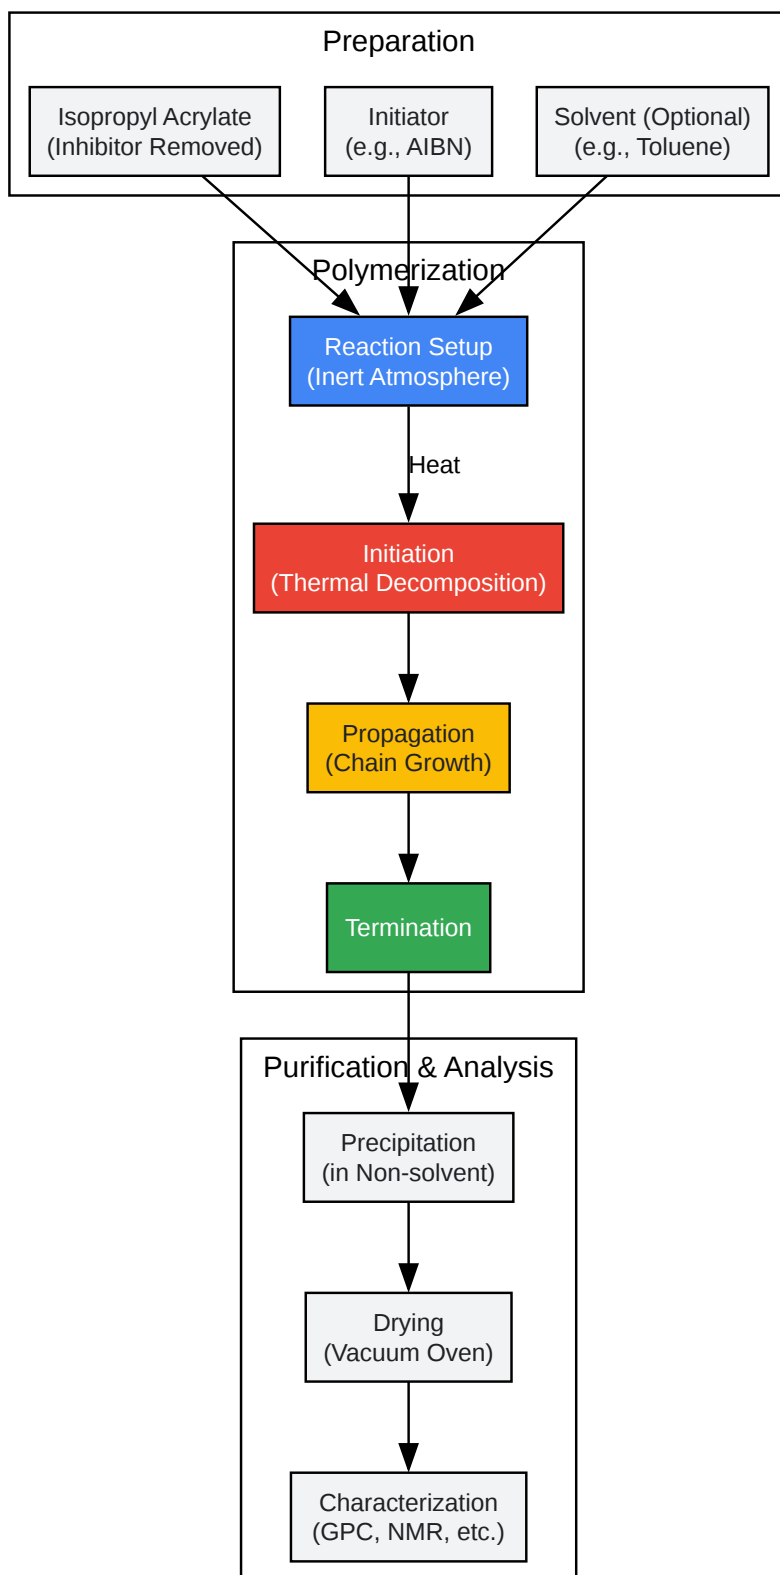 Preparation
Isopropyl Acrylate
(Inhibitor Removed)
Initiator
(e.g., AIBN)
Solvent (Optional)
(e.g., Toluene)
Polymerization
Reaction Setup
(Inert Atmosphere)
Heat
Initiation
(Thermal Decomposition)
Propagation
(Chain Growth)
Termination
Purification & Analysis
Precipitation
(in Non-solvent)
Drying
(Vacuum Oven)
Characterization
(GPC, NMR, etc.)